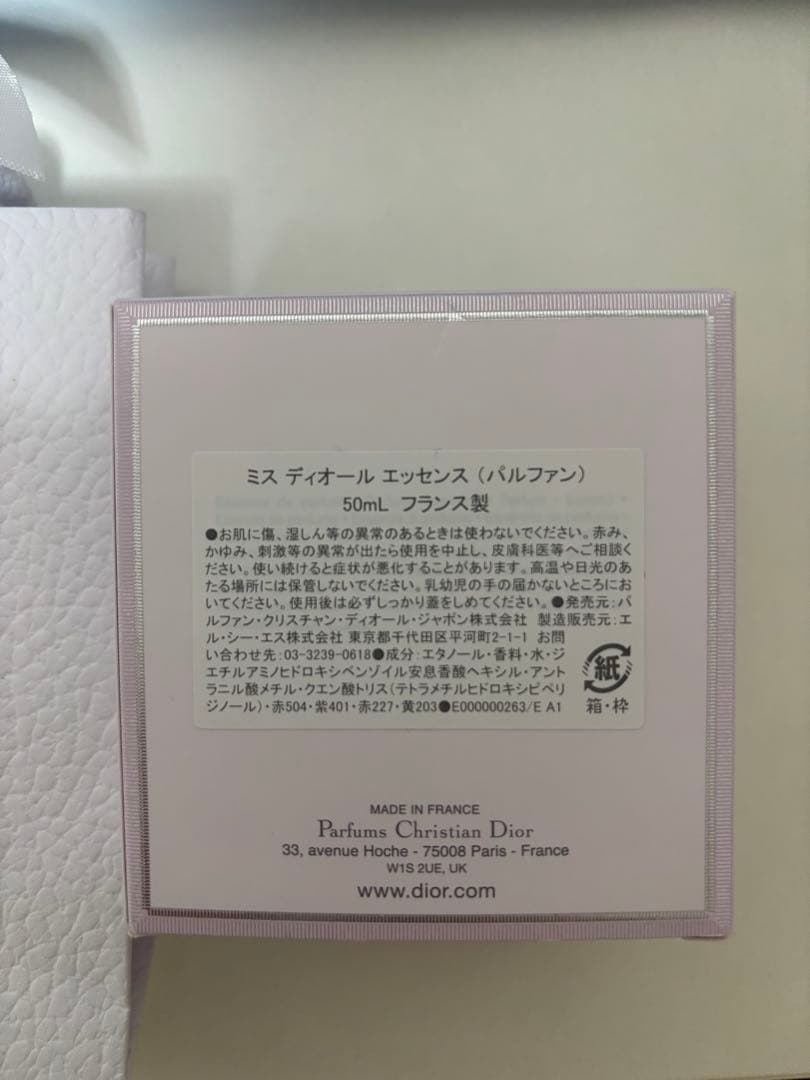 ミス ディオール エッセンス（パルファン）
50mL フランス製
●お肌に傷、湿しん等の異常のあるときは使わないでください。赤み、
かゆみ、刺激等の異常が出たら使用を中止し、皮膚科医等へご相談く
ださい。使い続けると症状が悪化することがあります。高温や日光のあ
たる場所には保管しないでください。乳幼児の手の届かないところにお
いてください。使用後は必ずしっかり蓋をしめてください。●発売元：パ
ルファン・クリスチャン・ディオール・ジャポン株式会社 製造販売元：エ
ル・シー・エス株式会社 東京都千代田区平河町2-1-1 お問
い合わせ先：03-3239-0618●成分：エタノール・香料・水・ジ
エチルアミノヒドロキシベンゾイル安息香酸ヘキシル・アント
ラニル酸メチル・クエン酸トリス（テトラメチルヒドロキシピペリ
ジノール）・赤504・紫401・赤227・黄203●E000000263/E A1
紙
箱・枠
MADE IN FRANCE
Parfums Christian Dior
33, avenue Hoche - 75008 Paris - France
W1S 2UE, UK
www.dior.com